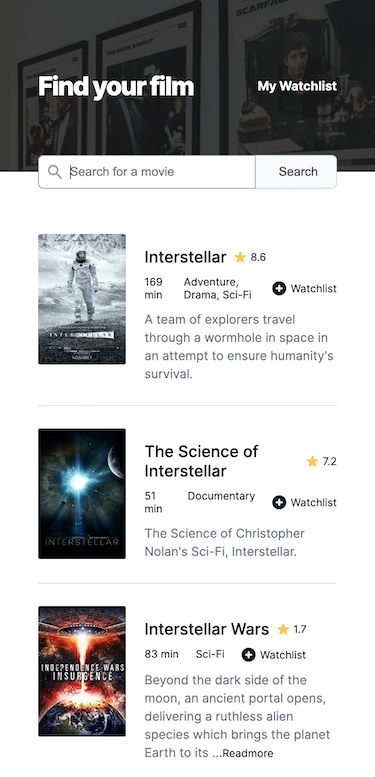 SCARFACE
THE DARK KNIGHT
Find your film
My Watchlist
Search for a movie
Search
Interstellar
8.6
169 min
Adventure, Drama, Sci-Fi
Watchlist
A team of explorers travel
through a wormhole in space in
an attempt to ensure humanity's
survival.
INTERSTELLAR
The Science of
Interstellar
7.2
51 min
Documentary
Watchlist
The Science of Christopher
Nolan's Sci-Fi, Interstellar.
INTERSTELLAR
Interstellar Wars
1.7
83 min
Sci-Fi
Watchlist
INDEPENDENCE WARS
INSURGENCE
Beyond the dark side of the
moon, an ancient portal opens,
delivering a ruthless alien
species which brings the planet
Earth to its ...Readmore